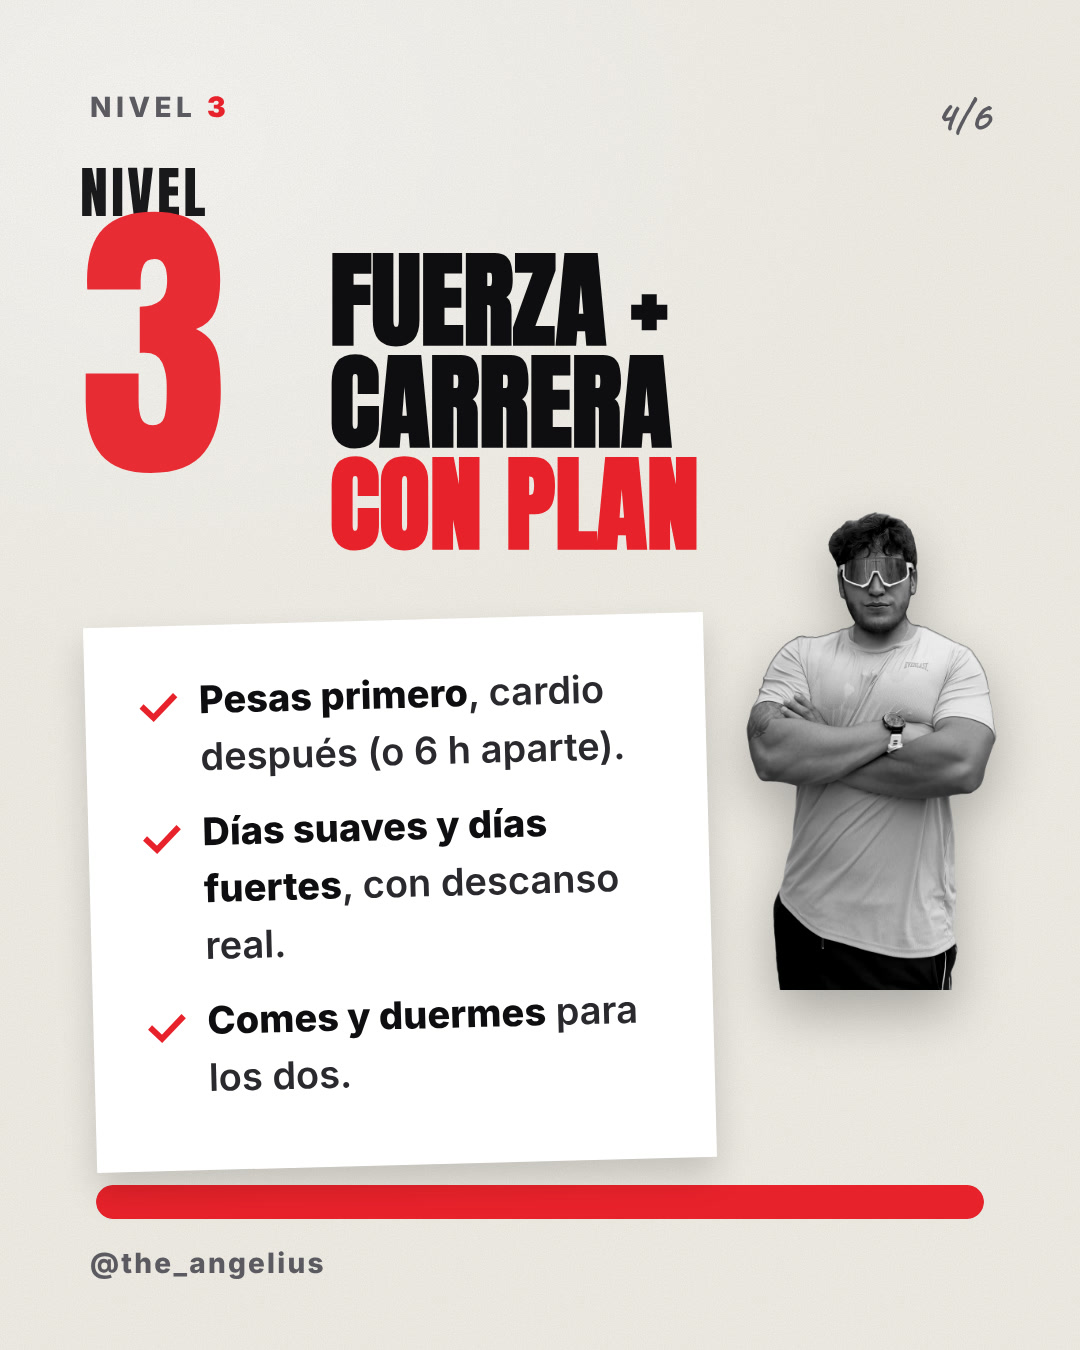 NIVEL 3
4/6
NIVEL
3
FUERZA +
CARRERA
CON PLAN
EVERLAST
Pesas primero, cardio
después (o 6 h aparte).
Días suaves y días
fuertes, con descanso
real.
Comes y duermes para
los dos.
@the_angelius